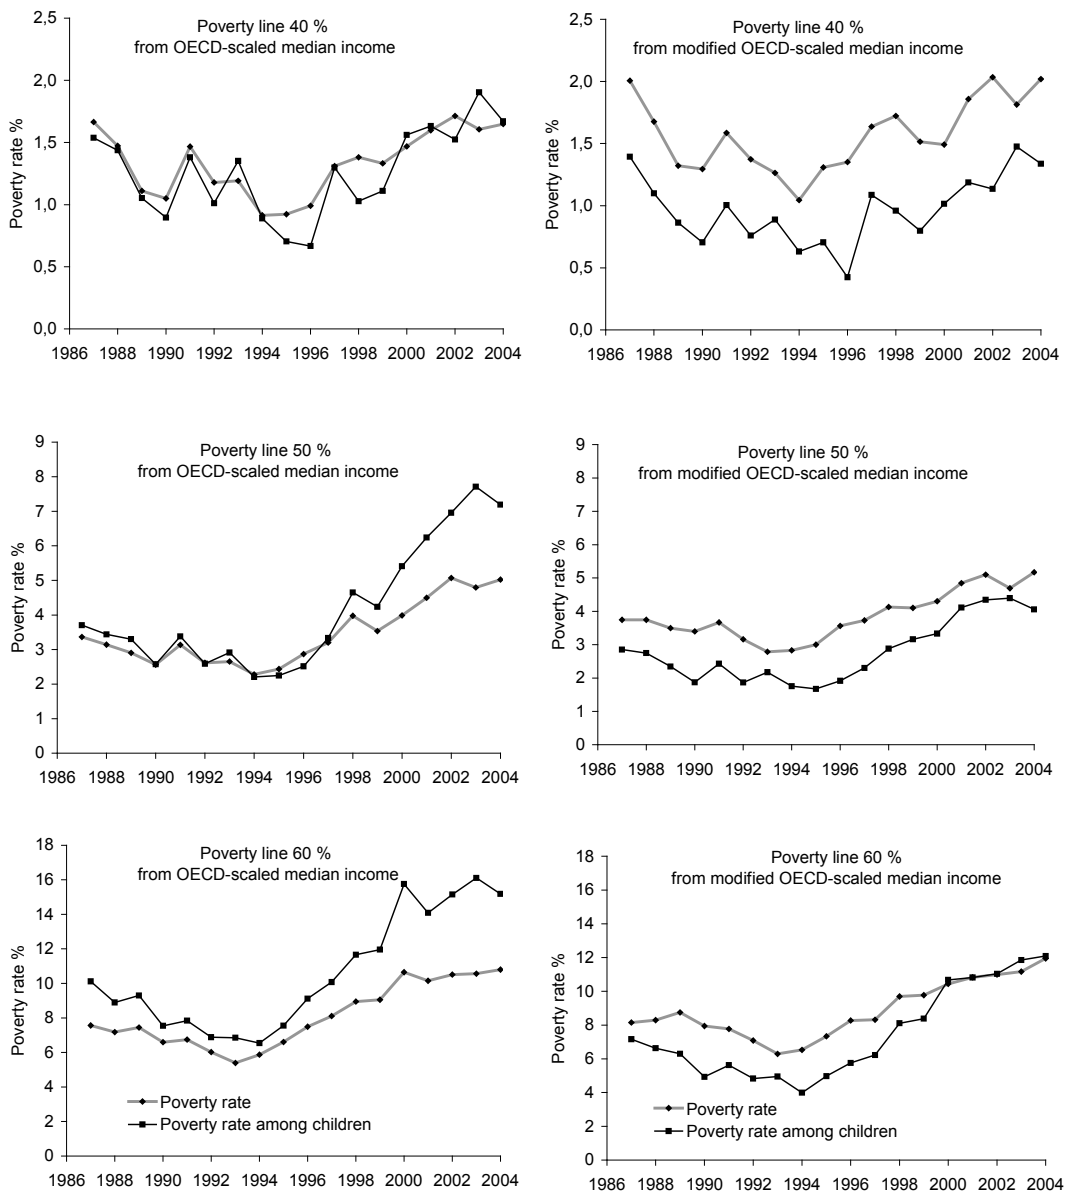 Poverty line 40 %
from OECD-scaled median income
Poverty rate %
2,5
2,0
1,5
1,0
0,5
0,0
1986 1988 1990 1992 1994 1996 1998 2000 2002 2004
Poverty line 40 %
from modified OECD-scaled median income
Poverty rate %
2,5
2,0
1,5
1,0
0,5
0,0
1986 1988 1990 1992 1994 1996 1998 2000 2002 2004
Poverty line 50 %
from OECD-scaled median income
Poverty rate %
9
8
7
6
5
4
3
2
1
0
1986 1988 1990 1992 1994 1996 1998 2000 2002 2004
Poverty line 50 %
from modified OECD-scaled median income
Poverty rate %
9
8
7
6
5
4
3
2
1
0
1986 1988 1990 1992 1994 1996 1998 2000 2002 2004
Poverty line 60 %
from OECD-scaled median income
Poverty rate %
18
16
14
12
10
8
6
4
2
0
Poverty rate
Poverty rate among children
1986 1988 1990 1992 1994 1996 1998 2000 2002 2004
Poverty line 60 %
from modified OECD-scaled median income
Poverty rate %
18
16
14
12
10
8
6
4
2
0
Poverty rate
Poverty rate among children
1986 1988 1990 1992 1994 1996 1998 2000 2002 2004